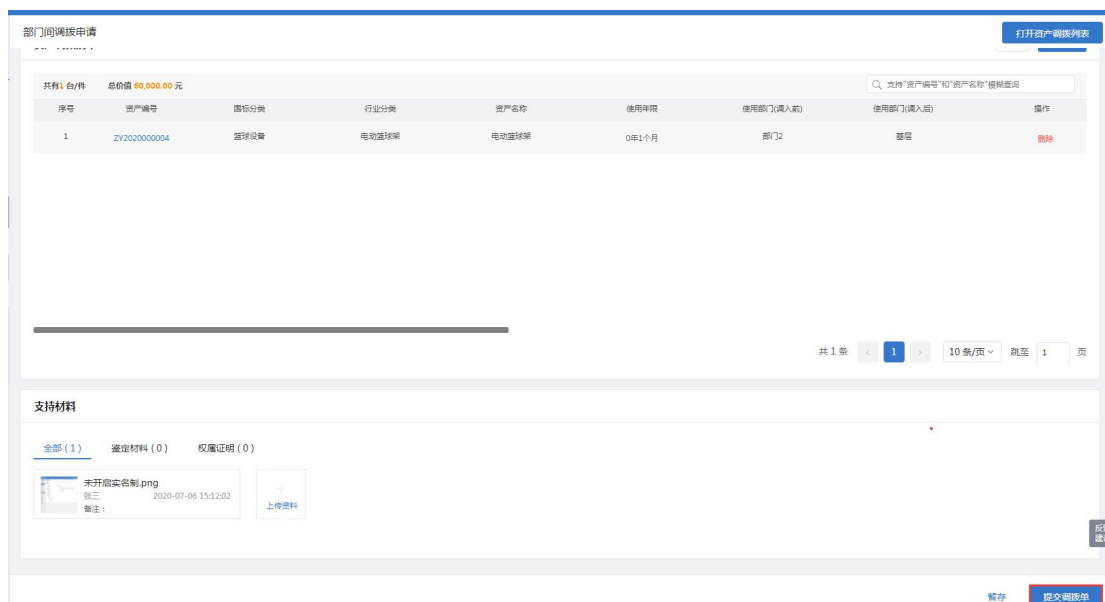 部门间调拨申请
打开资产调拨列表
共有1 台/件 总价值 60,000.00 元
支持"资产编号"和"资产名称"模糊查询
序号 资产编号 国标分类 行业分类 资产名称 使用年限 使用部门(调入前) 使用部门(调入后) 操作
1 ZY2020000004 篮球设备 电动篮球架 电动篮球架 0年1个月 部门2 基层 删除
共 1 条 < 1 > 10 条/页 跳至 1 页
支持材料
全部 ( 1 ) 鉴定材料 ( 0 ) 权属证明 ( 0 )
未开启实名制.png
张三 2020-07-06 15:12:02
备注：
上传资料
暂存 提交调拨单